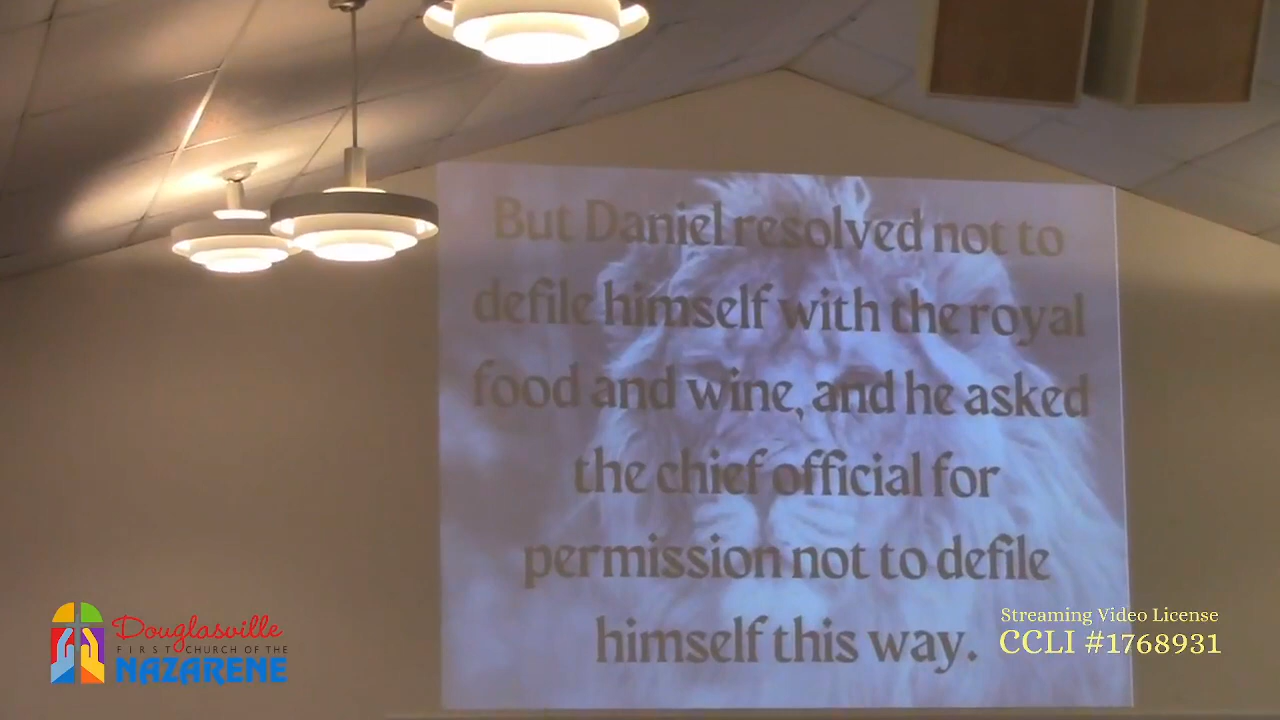 But Daniel resolved not to
defile himself with the royal
food and wine, and he asked
the chief official for
permission not to defile
himself this way.
Streaming Video License
CCLI #1768931
Douglasville
FIRST CHURCH OF THE
NAZARENE